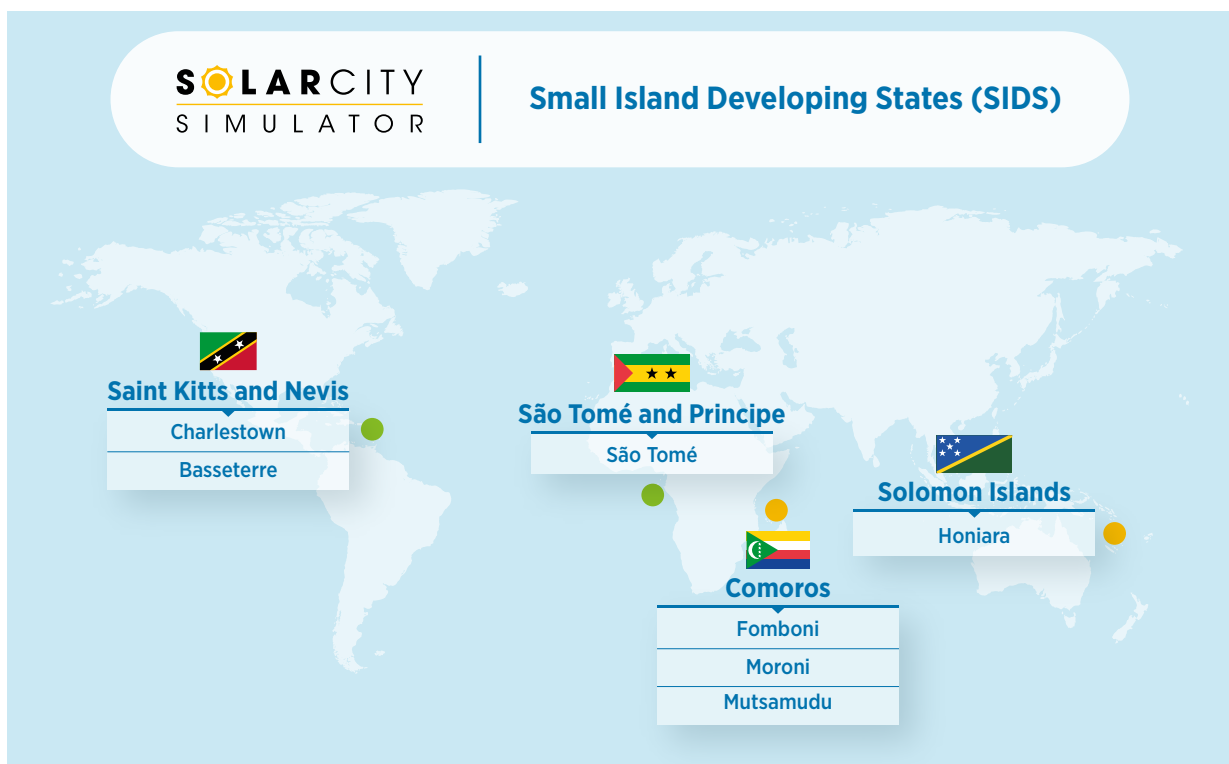 SOLARCITY
SIMULATOR
Small Island Developing States (SIDS)
Saint Kitts and Nevis
Charlestown
Basseterre
São Tomé and Principe
São Tomé
Solomon Islands
Honiara
Comoros
Fomboni
Moroni
Mutsamudu